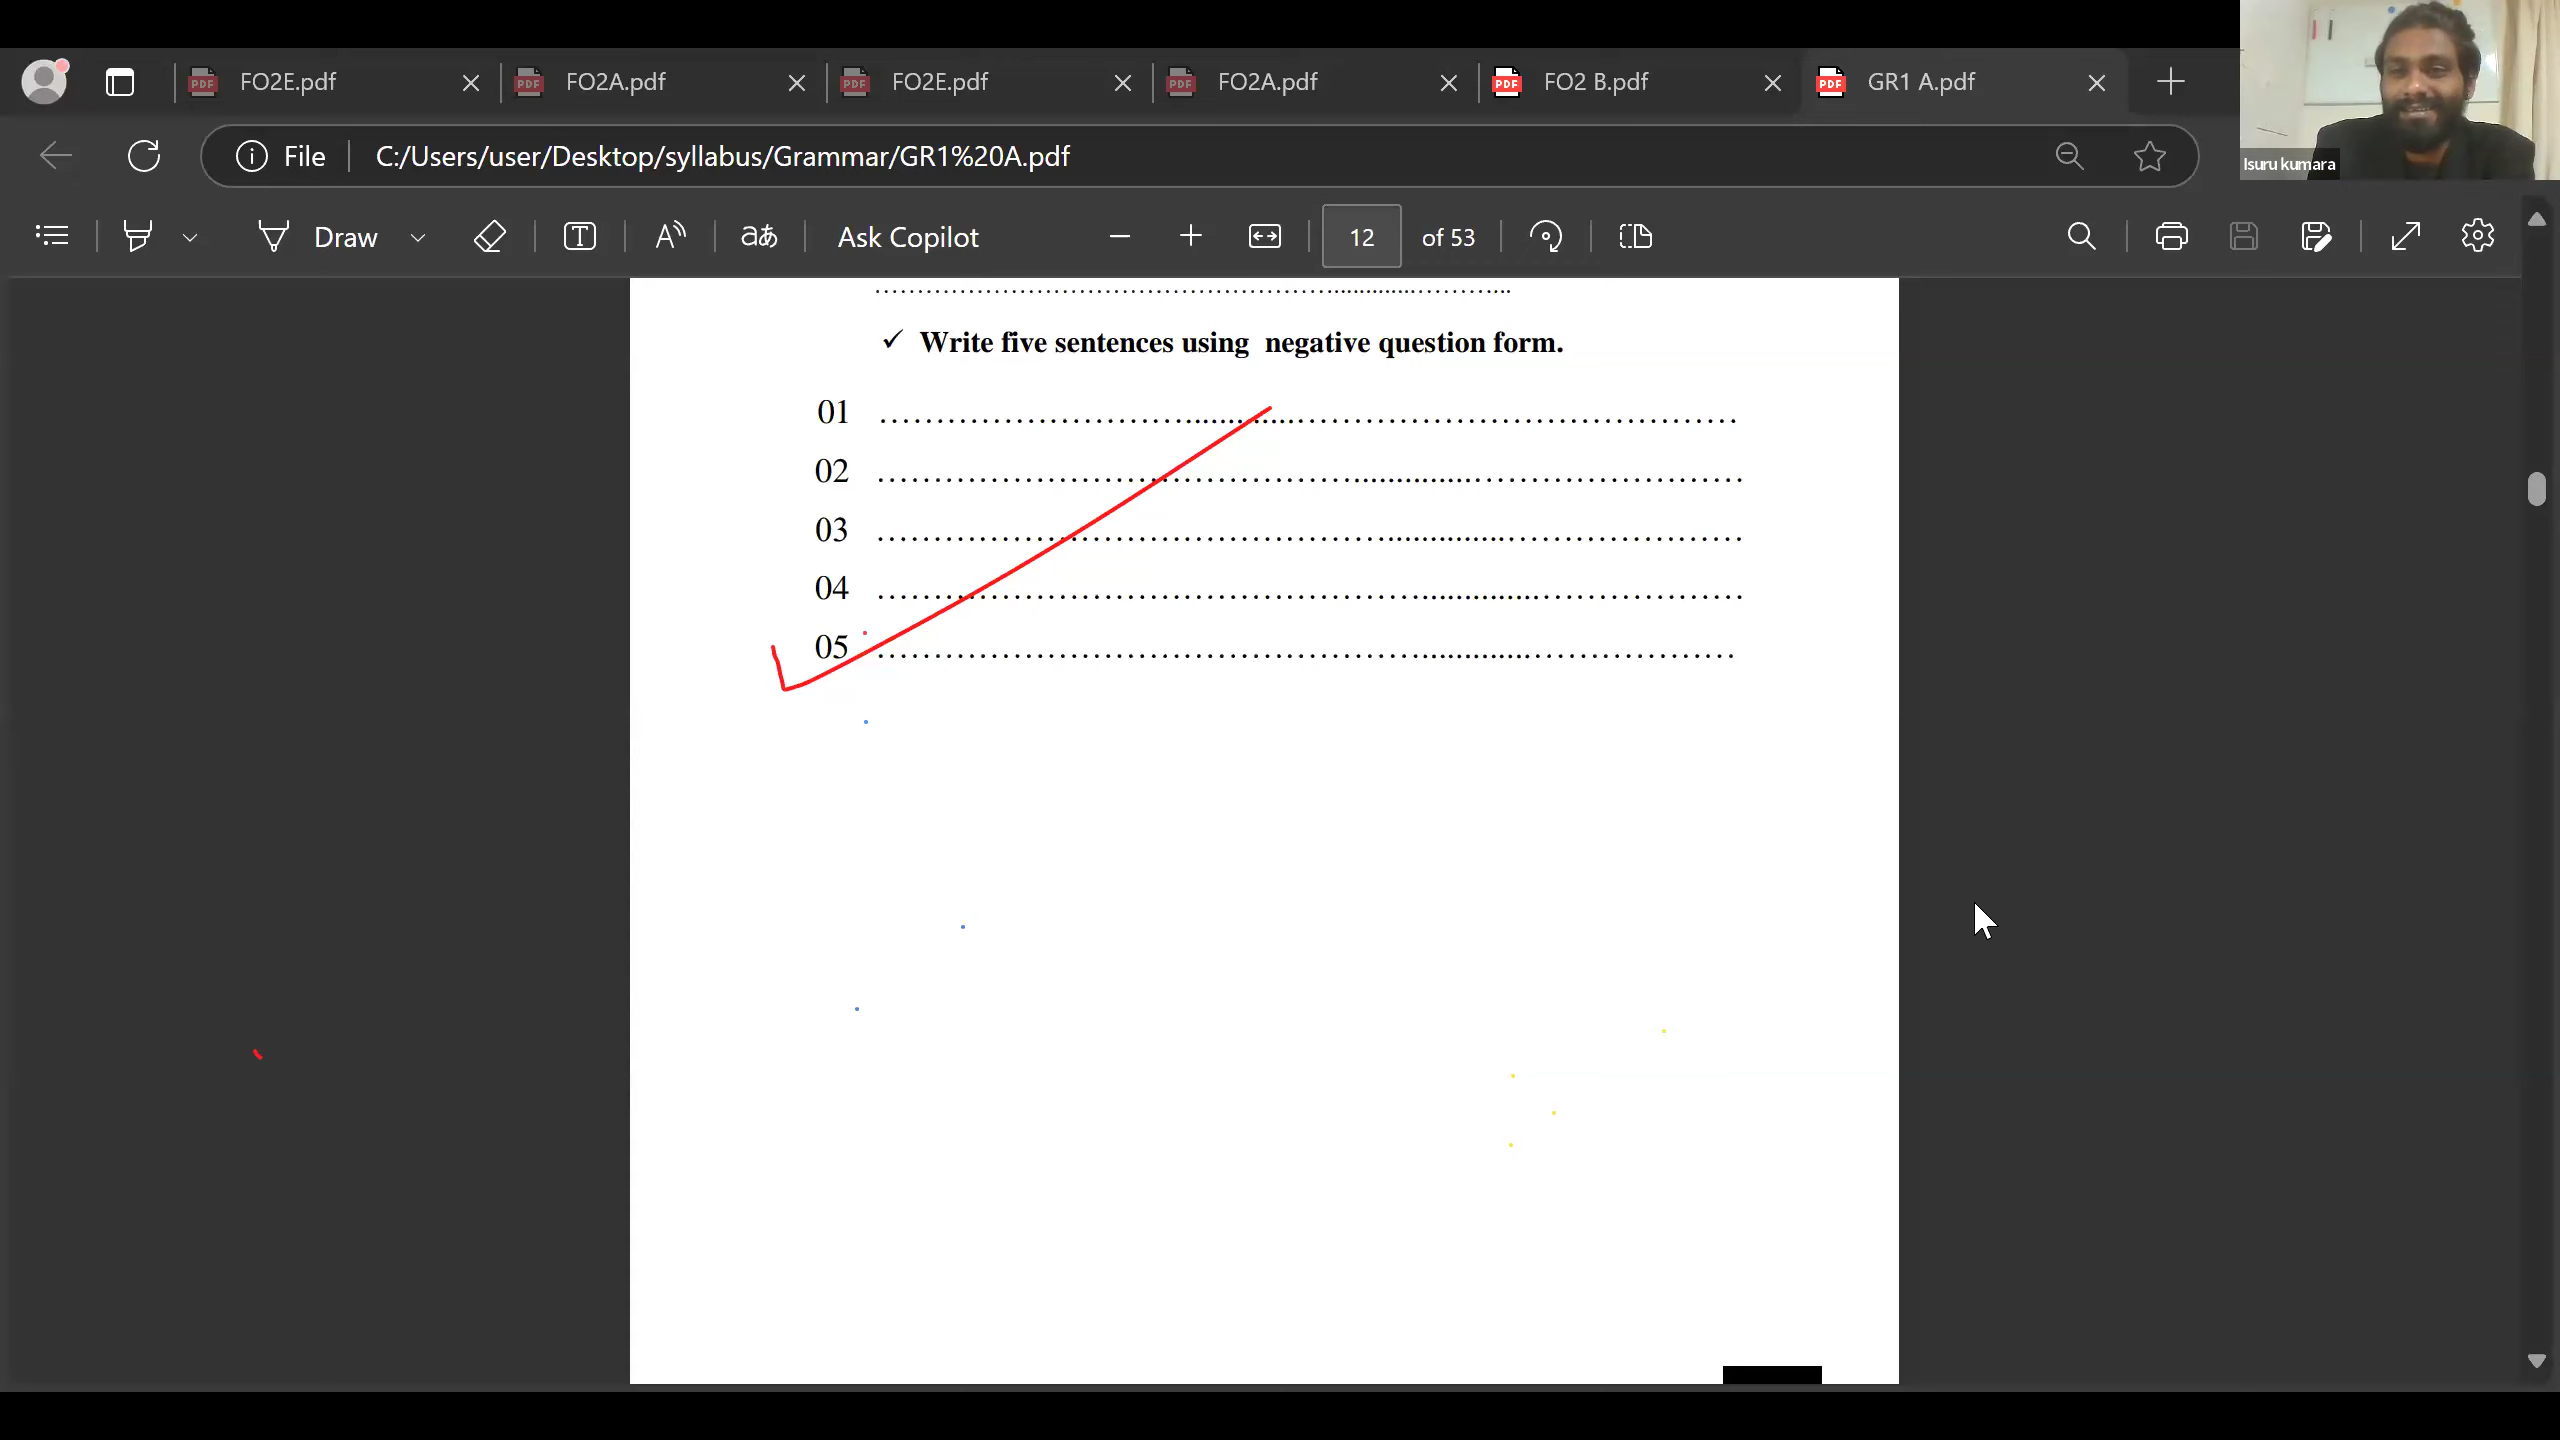 FO2E.pdf
FO2A.pdf
FO2E.pdf
FO2A.pdf
FO2 B.pdf
GR1 A.pdf
File
C:/Users/user/Desktop/syllabus/Grammar/GR1%20A.pdf
Isuru kumara
Draw
Ask Copilot
12 of 53
✓ Write five sentences using negative question form.
01 ................................................
02 ................................................
03 ................................................
04 ................................................
05 ................................................